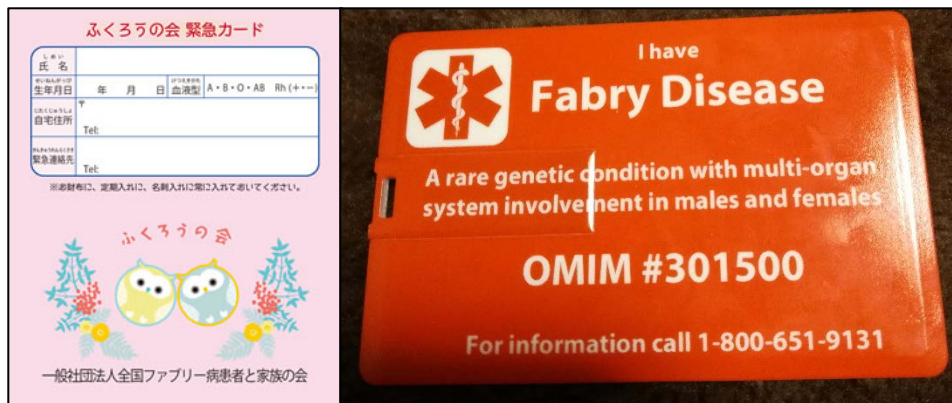 ふくろうの会 緊急カード
しめい
氏 名
せいねんがっぴ
生年月日 年 月 日
けつえきがた
血液型 A・B・O・AB Rh (＋・－)
じたくじゅうしょ
自宅住所 〒
Tel:
きんきゅうれんらくさき
緊急連絡先
Tel:
※お財布に、定期入れに、名刺入れに常に入れておいてください。
ふくろうの会
一般社団法人全国ファブリー病患者と家族の会
I have
Fabry Disease
A rare genetic condition with multi-organ
system involvement in males and females
OMIM #301500
For information call 1-800-651-9131